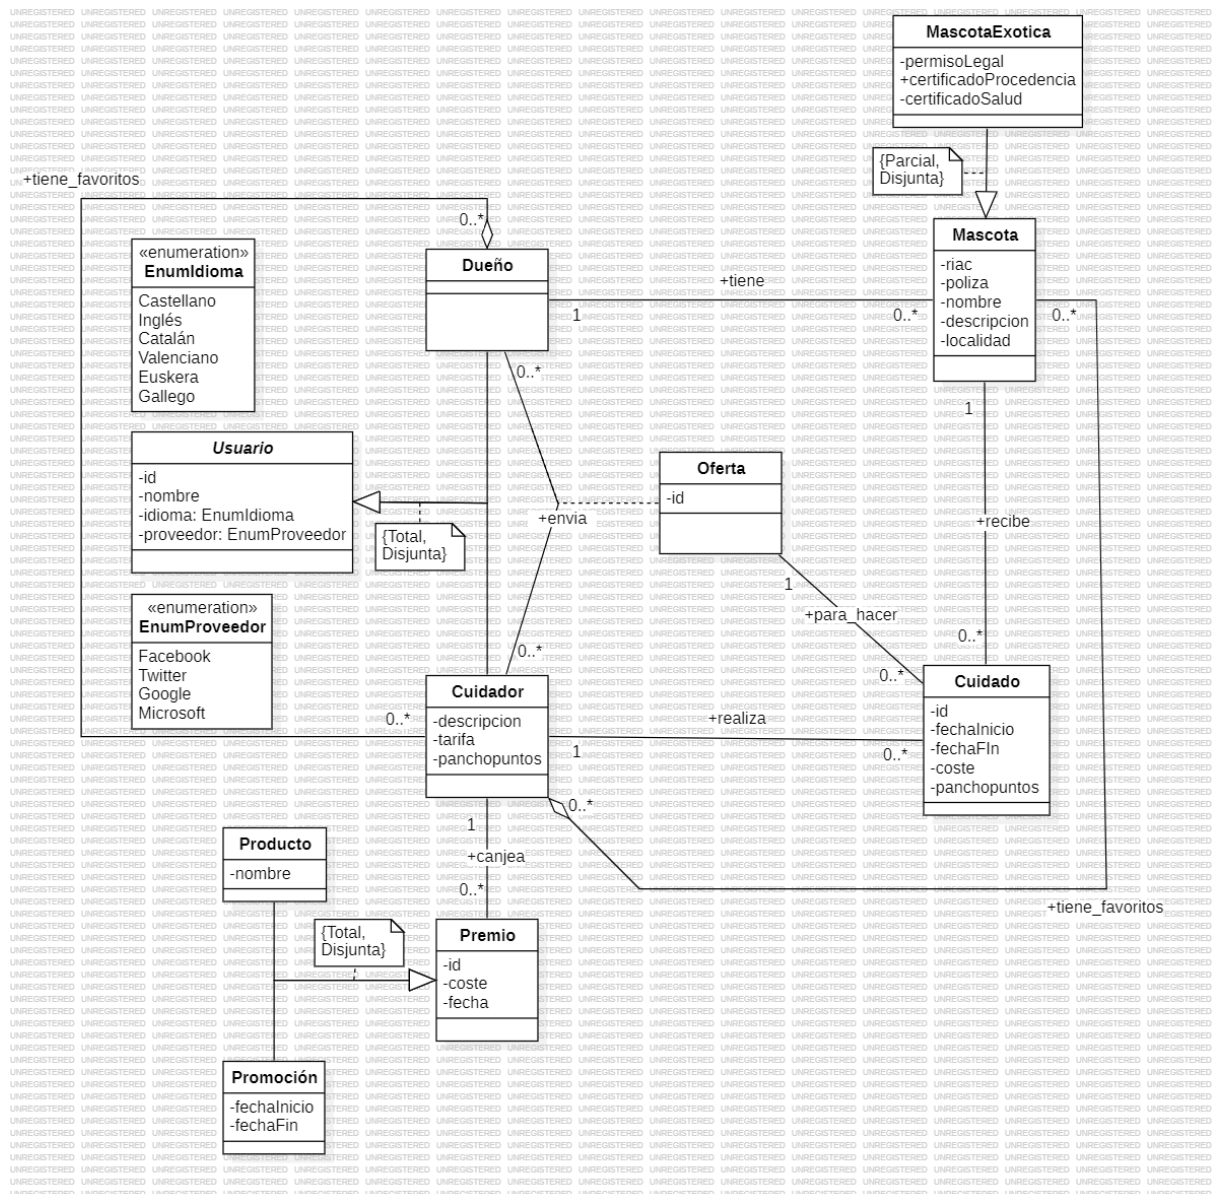 MascotaExotica
-permisoLegal
+certificadoProcedencia
-certificadoSalud
{Parcial,
Disjunta}
+tiene_favoritos
0..*
«enumeration»
EnumIdioma
Castellano
Inglés
Catalán
Valenciano
Euskera
Gallego
Dueño
+tiene
1
0..*
Mascota
-riac
-poliza
-nombre
-descripcion
-localidad
0..*
0..*
1
Usuario
-id
-nombre
-idioma: EnumIdioma
-proveedor: EnumProveedor
{Total,
Disjunta}
+envia
Oferta
-id
+recibe
1
+para_hacer
0..*
0..*
0..*
«enumeration»
EnumProveedor
Facebook
Twitter
Google
Microsoft
0..*
Cuidador
-descripcion
-tarifa
-panchopuntos
+realiza
1
0..*
Cuidado
-id
-fechaInicio
-fechaFIn
-coste
-panchopuntos
0..*
1
+canjea
0..*
+tiene_favoritos
Producto
-nombre
{Total,
Disjunta}
Premio
-id
-coste
-fecha
Promoción
-fechaInicio
-fechaFin
UNREGISTERED